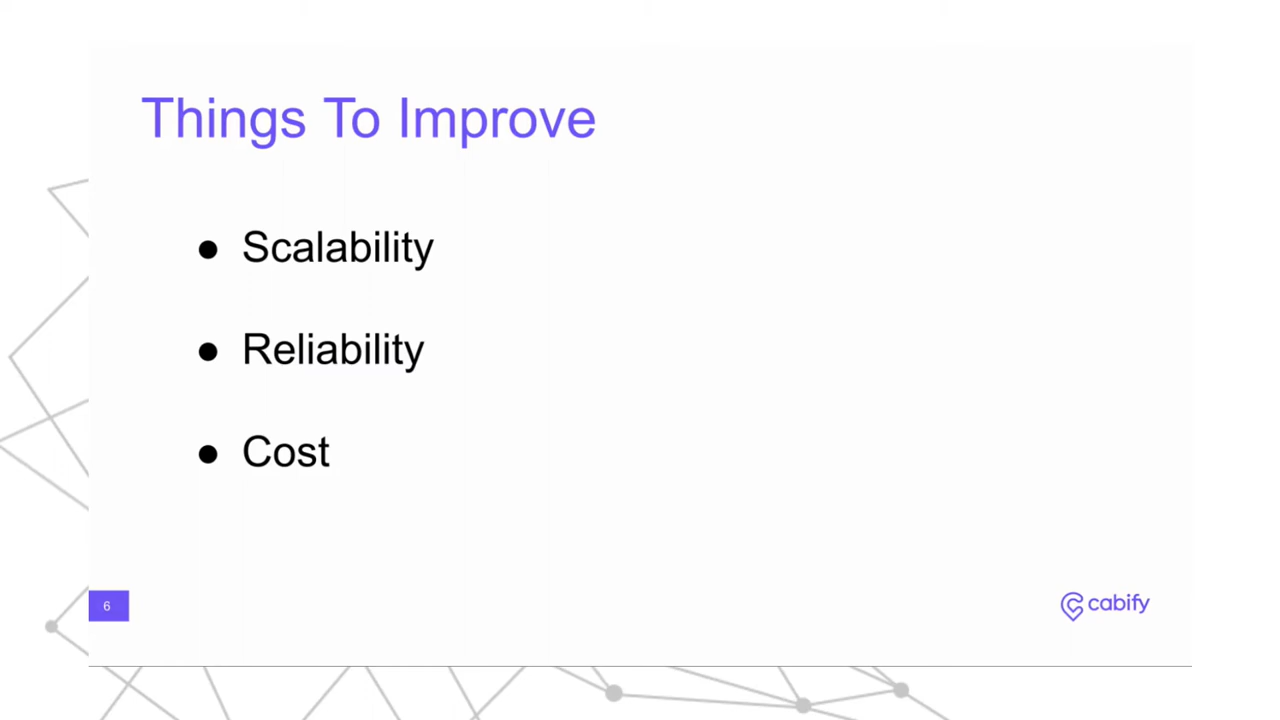 Things To Improve
● Scalability
● Reliability
● Cost
6
cabify